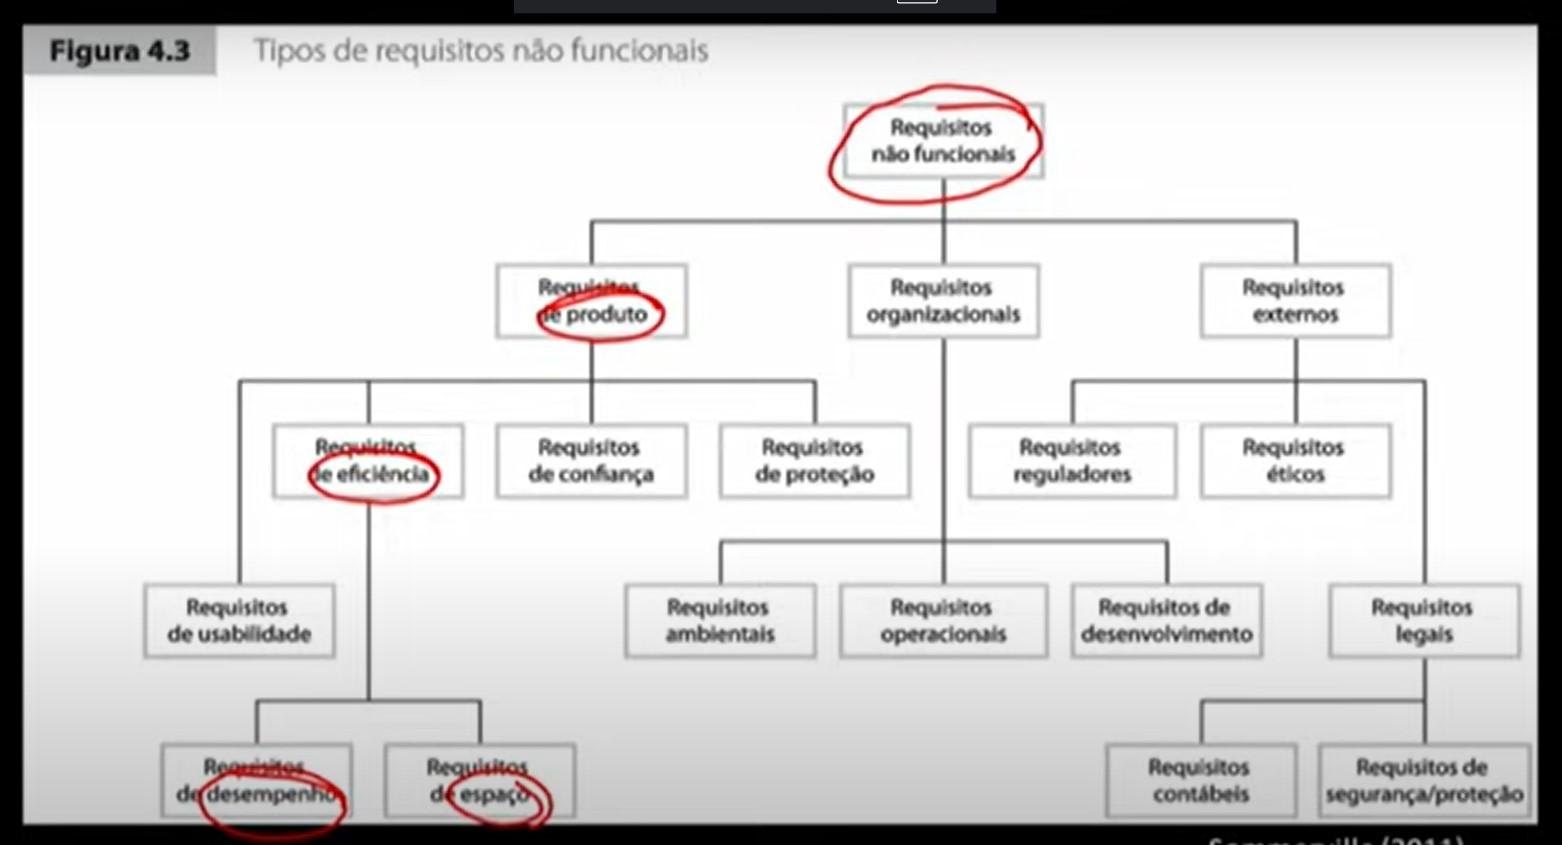 Figura 4.3
Tipos de requisitos não funcionais
Requisitos
não funcionais
Requisitos
de produto
Requisitos
organizacionais
Requisitos
externos
Requisitos
de eficiência
Requisitos
de confiança
Requisitos
de proteção
Requisitos
reguladores
Requisitos
éticos
Requisitos
de usabilidade
Requisitos
ambientais
Requisitos
operacionais
Requisitos de
desenvolvimento
Requisitos
legais
Requisitos
de desempenho
Requisitos
de espaço
Requisitos
contábeis
Requisitos de
segurança/proteção
Sommerville (2011)